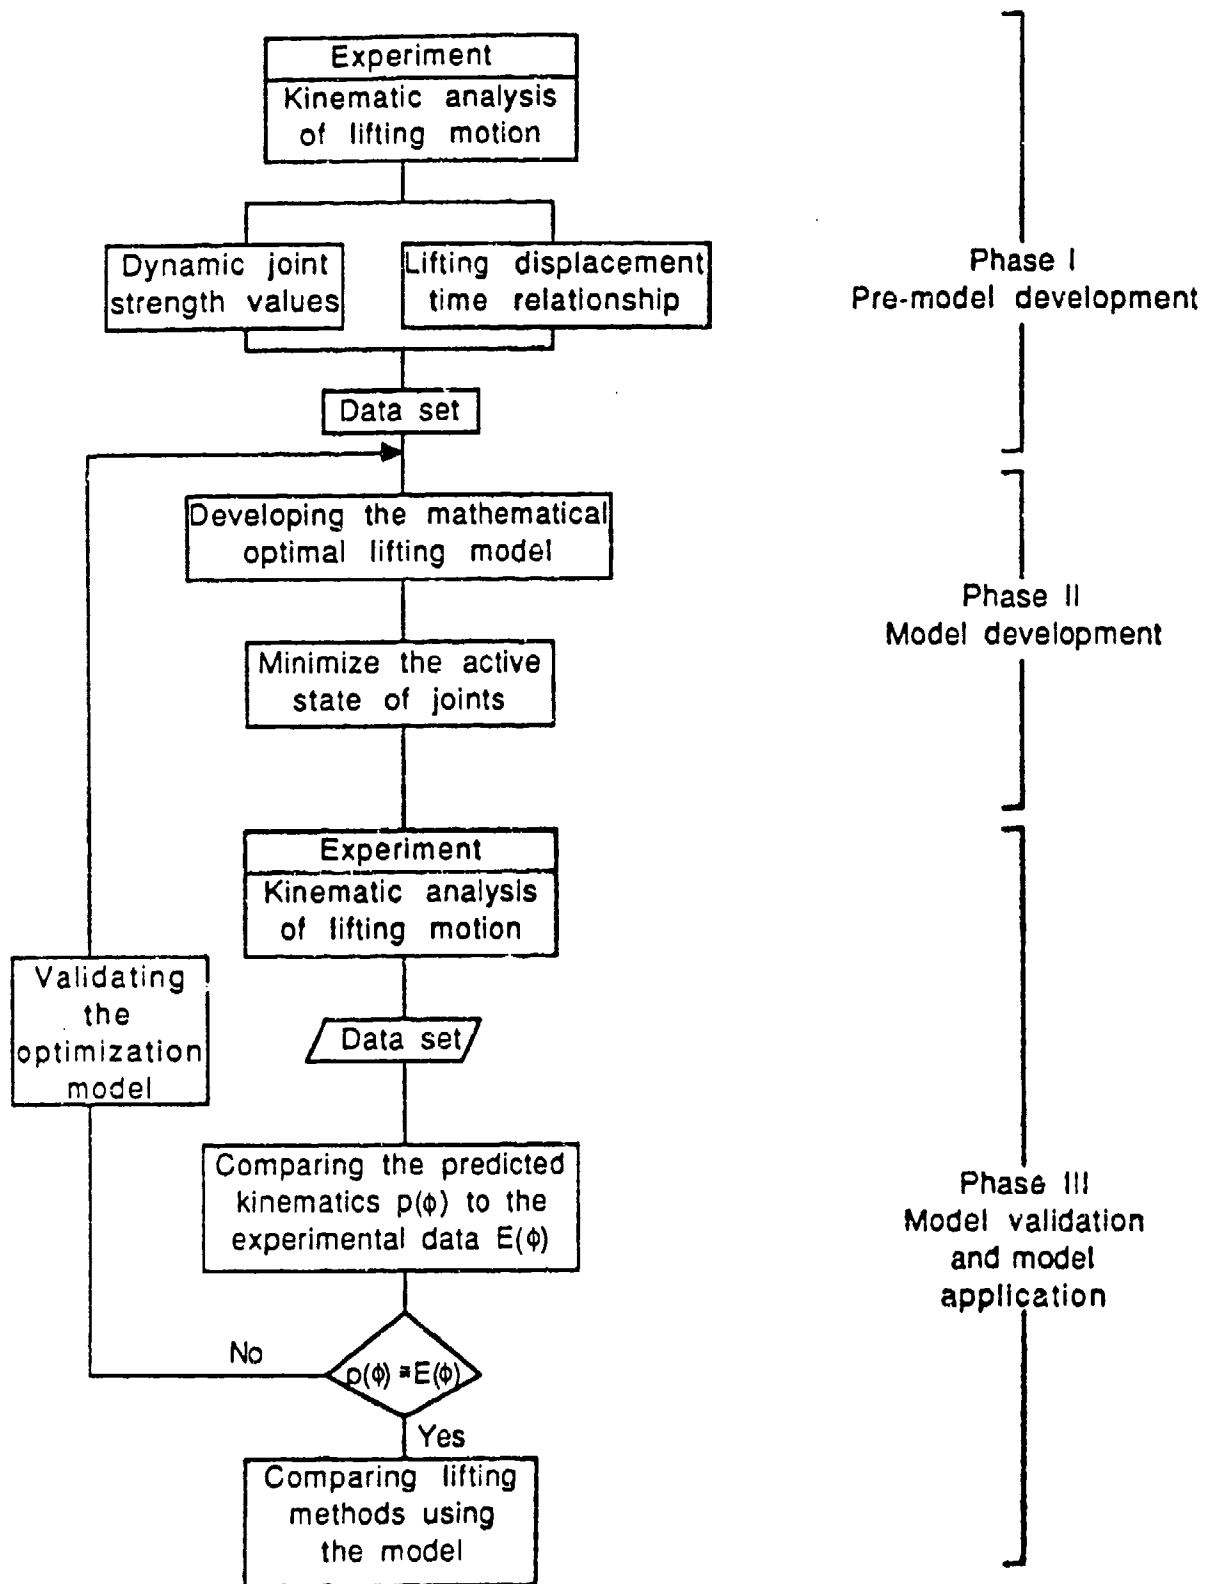 Experiment
Kinematic analysis
of lifting motion
Dynamic joint
strength values
Lifting displacement
time relationship
Data set
Phase I
Pre-model development
Developing the mathematical
optimal lifting model
Minimize the active
state of joints
Phase II
Model development
Experiment
Kinematic analysis
of lifting motion
Data set
Validating
the
optimization
model
Comparing the predicted
kinematics p(ϕ) to the
experimental data E(ϕ)
No
p(ϕ) ≅ E(ϕ)
Yes
Comparing lifting
methods using
the model
Phase III
Model validation
and model
application